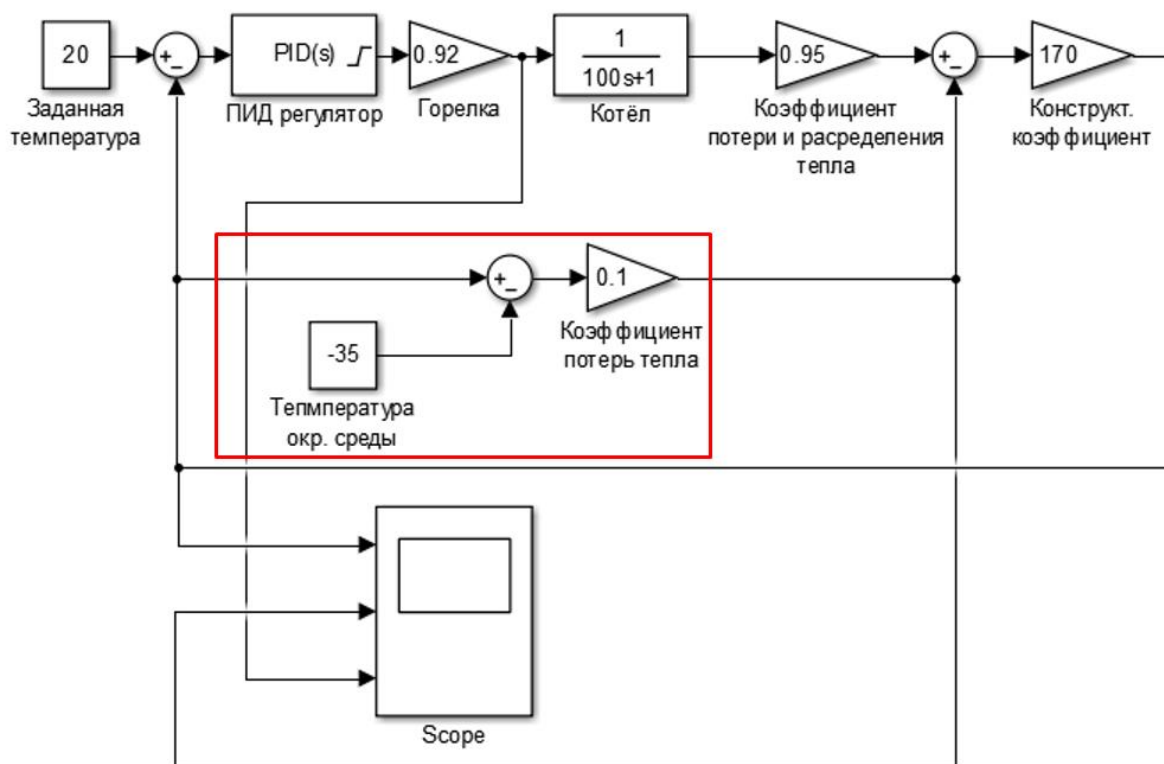 20
+
−
PID(s)
0.92
1
100s+1
0.95
+
−
170
Заданная
температура
ПИД регулятор
Горелка
Котёл
Коэффициент
потери и расределения
тепла
Конструкт.
коэффициент
+
−
0.1
Коэффициент
потерь тепла
-35
Тепмпература
окр. среды
Scope